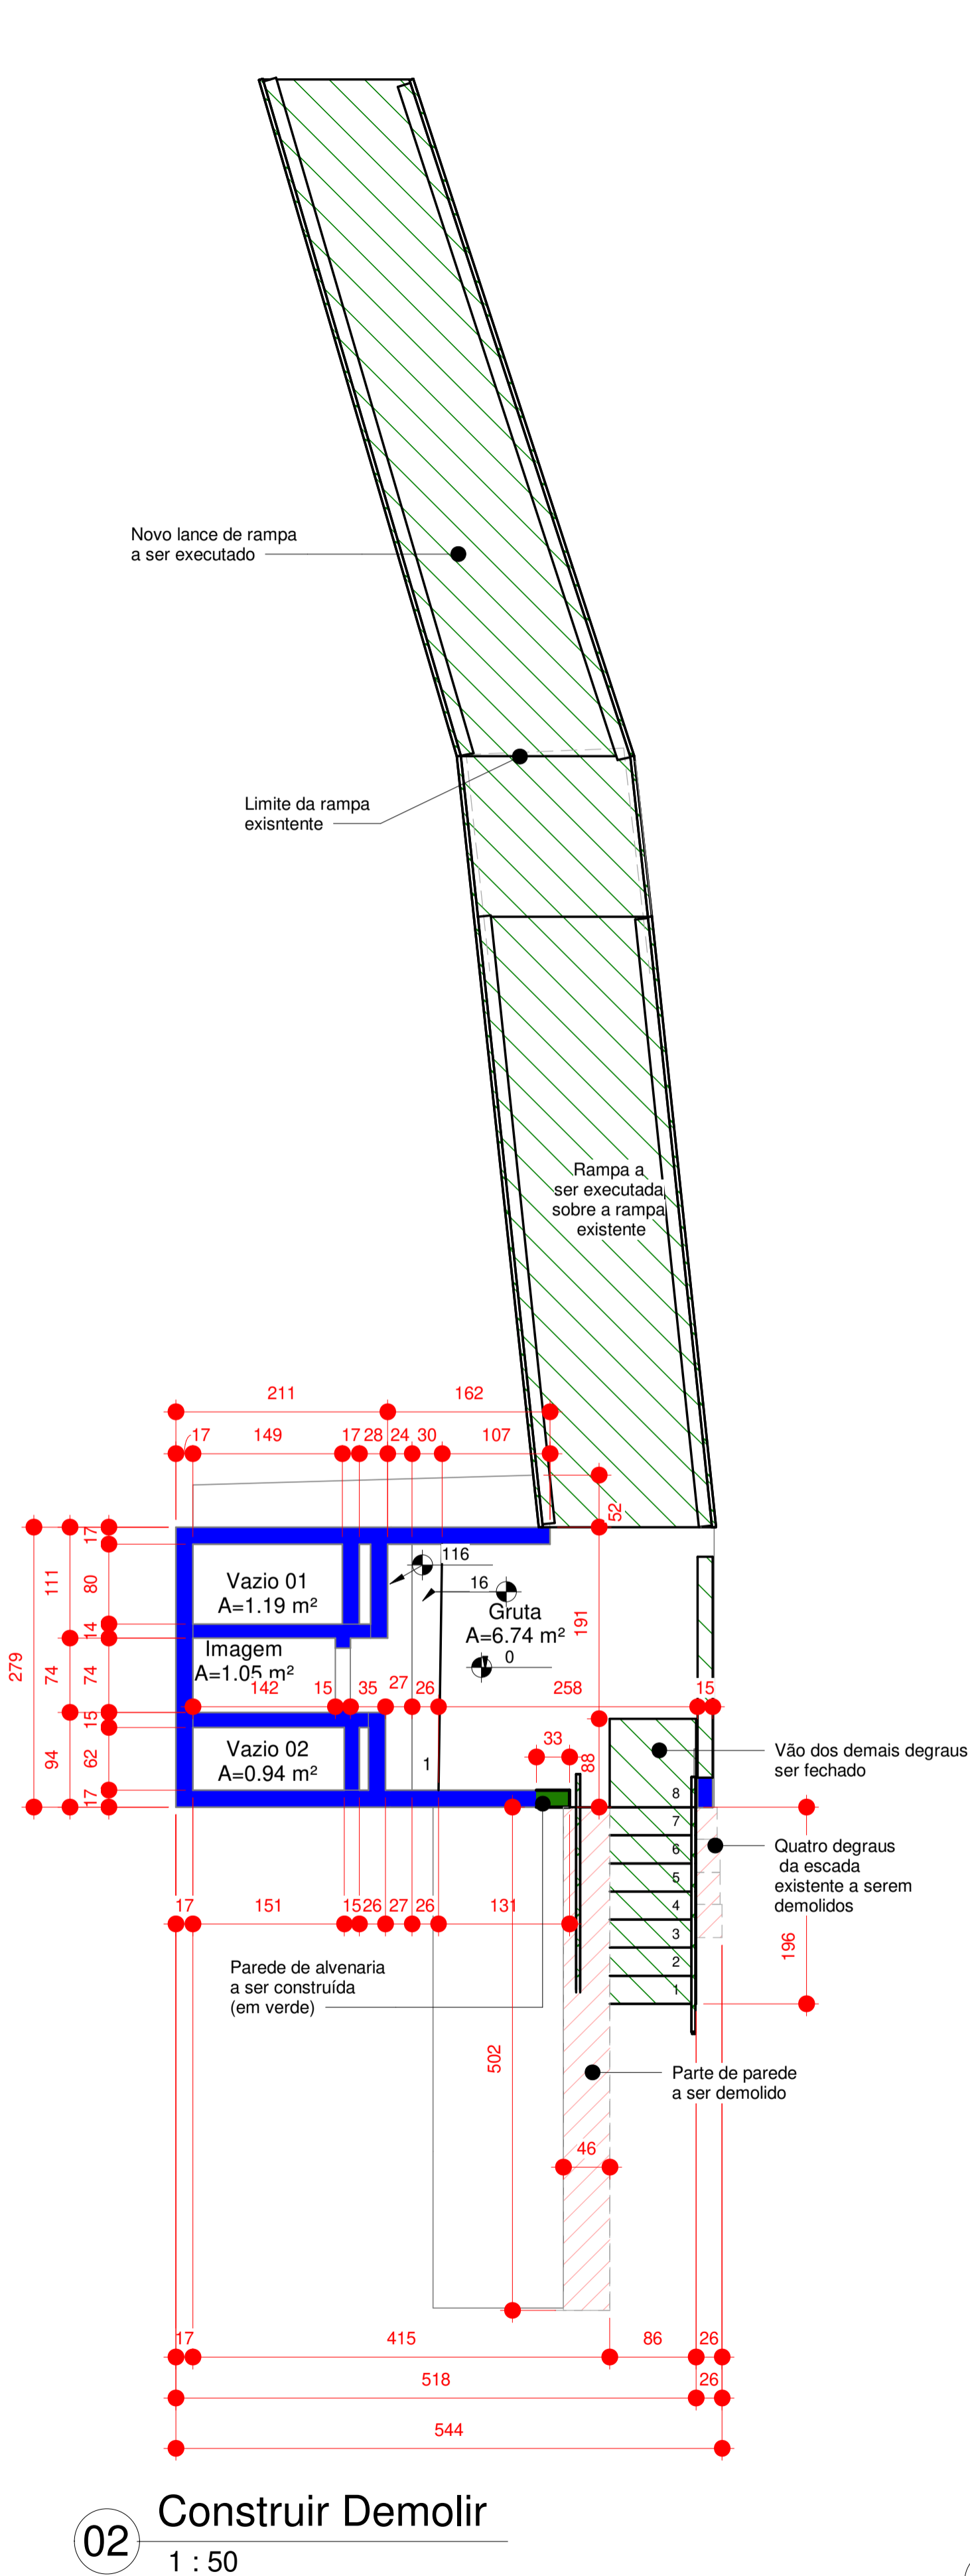 Novo lance de rampa
a ser executado
Limite da rampa
exisntente
Rampa a
ser executada
sobre a rampa
existente
211
162
17
149
17
28
24
30
107
52
17
111
80
14
279
74
74
15
94
62
17
Vazio 01
A=1.19 m²
116
16
Gruta
A=6.74 m²
0
191
Imagem
A=1.05 m²
142
15
35
27
26
258
15
Vazio 02
A=0.94 m²
1
33
88
Vão dos demais degraus
ser fechado
8
7
6
5
4
3
2
1
Quatro degraus
da escada
existente a serem
demolidos
196
17
151
15
26
27
26
131
Parede de alvenaria
a ser construída
(em verde)
502
Parte de parede
a ser demolido
46
17
415
86
26
518
26
544
02
Construir Demolir
1 : 50